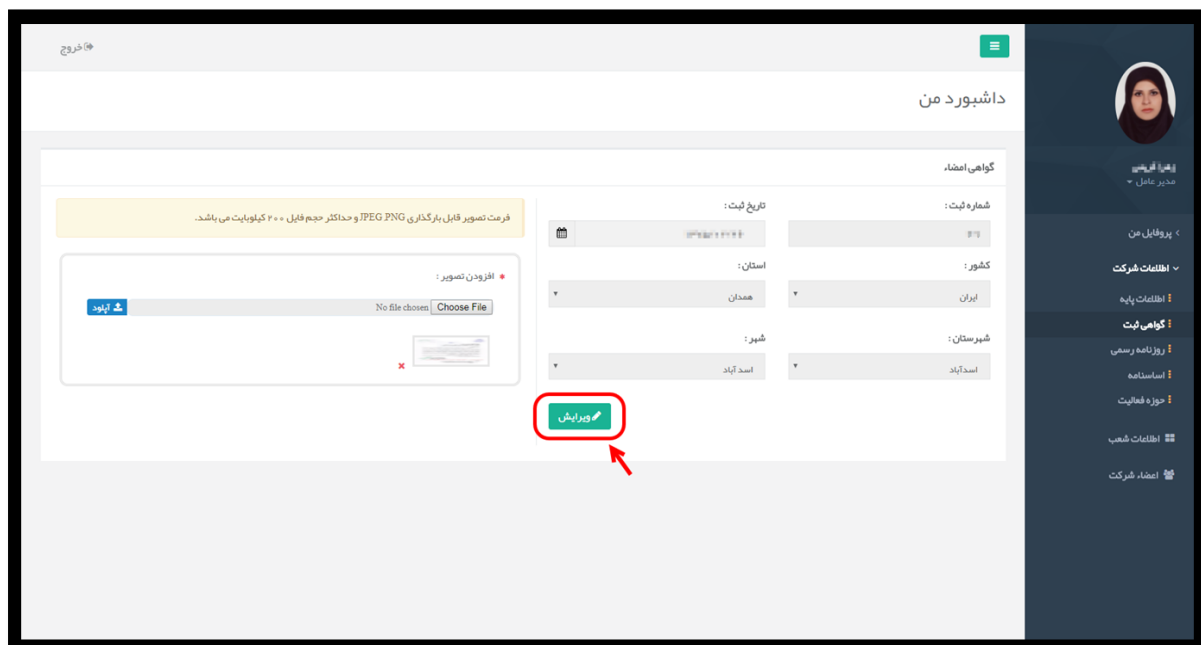 خروج
داشبورد من
مدیر عامل
پروفایل من
اطلاعات شرکت
اطلاعات پایه
گواهی ثبت
روزنامه رسمی
اساسنامه
حوزه فعالیت
اطلاعات شعب
اعضاء شرکت
گواهی امضاء
شماره ثبت :
تاریخ ثبت :
کشور :
استان :
ایران
همدان
شهرستان :
شهر :
اسدآباد
اسد آباد
ویرایش
فرمت تصویر قابل بارگذاری JPEG ,PNG و حداکثر حجم فایل ۲۰۰ کیلوبایت می باشد.
* افزودن تصویر :
Choose File No file chosen
آپلود